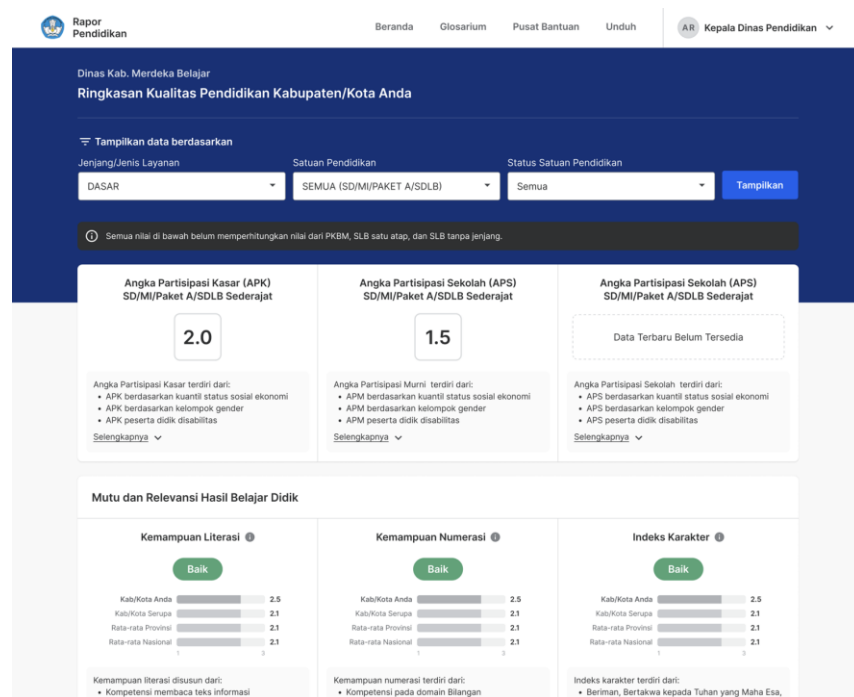 Rapor
Pendidikan
Beranda Glosarium Pusat Bantuan Unduh
AR Kepala Dinas Pendidikan
Dinas Kab. Merdeka Belajar
Ringkasan Kualitas Pendidikan Kabupaten/Kota Anda
Tampilkan data berdasarkan
Jenjang/Jenis Layanan Satuan Pendidikan Status Satuan Pendidikan
DASAR SEMUA (SD/MI/PAKET A/SDLB) Semua Tampilkan
Semua nilai di bawah belum memperhitungkan nilai dari PKBM, SLB satu atap, dan SLB tanpa jenjang.
Angka Partisipasi Kasar (APK)
SD/MI/Paket A/SDLB Sederajat
2.0
Angka Partisipasi Kasar terdiri dari:
• APK berdasarkan kuantil status sosial ekonomi
• APK berdasarkan kelompok gender
• APK peserta didik disabilitas
Selengkapnya
Angka Partisipasi Sekolah (APS)
SD/MI/Paket A/SDLB Sederajat
1.5
Angka Partisipasi Murni terdiri dari:
• APM berdasarkan kuantil status sosial ekonomi
• APM berdasarkan kelompok gender
• APM peserta didik disabilitas
Selengkapnya
Angka Partisipasi Sekolah (APS)
SD/MI/Paket A/SDLB Sederajat
Data Terbaru Belum Tersedia
Angka Partisipasi Sekolah terdiri dari:
• APS berdasarkan kuantil status sosial ekonomi
• APS berdasarkan kelompok gender
• APS peserta didik disabilitas
Selengkapnya
Mutu dan Relevansi Hasil Belajar Didik
Kemampuan Literasi
Baik
Kab/Kota Anda 2.5
Kab/Kota Serupa 2.1
Rata-rata Provinsi 2.1
Rata-rata Nasional 2.1
1 3
Kemampuan literasi disusun dari:
• Kompetensi membaca teks informasi
Kemampuan Numerasi
Baik
Kab/Kota Anda 2.5
Kab/Kota Serupa 2.1
Rata-rata Provinsi 2.1
Rata-rata Nasional 2.1
1 3
Kemampuan numerasi terdiri dari:
• Kompetensi pada domain Bilangan
Indeks Karakter
Baik
Kab/Kota Anda 2.5
Kab/Kota Serupa 2.1
Rata-rata Provinsi 2.1
Rata-rata Nasional 2.1
1 3
Indeks karakter terdiri dari:
• Beriman, Bertakwa kepada Tuhan yang Maha Esa,